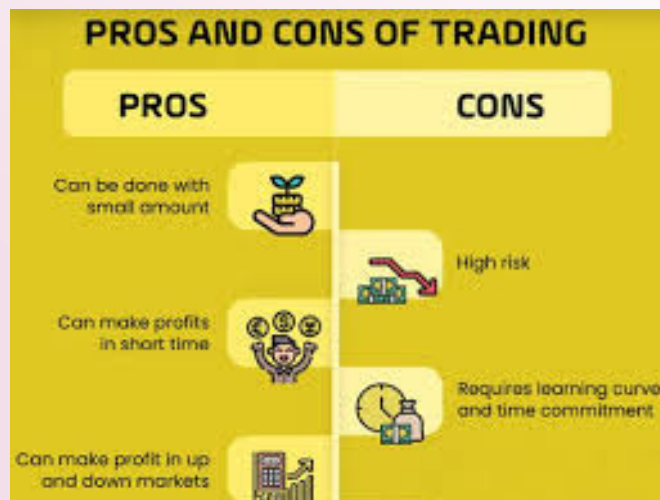 PROS AND CONS OF TRADING
PROS
CONS
Can be done with
small amount
High risk
Can make profits
in short time
Requires learning curve
and time commitment
Can make profit in up
and down markets